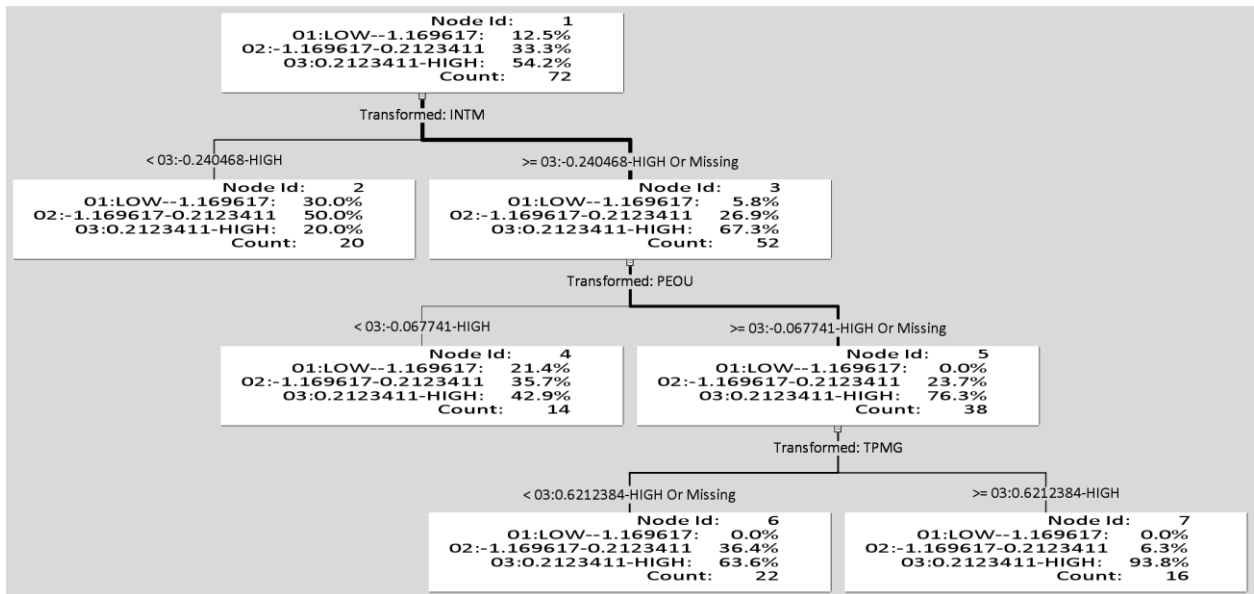 Node Id: 1
01:LOW--1.169617: 12.5%
02:-1.169617-0.2123411 33.3%
03:0.2123411-HIGH: 54.2%
Count: 72
Transformed: INTM
< 03:-0.240468-HIGH
>= 03:-0.240468-HIGH Or Missing
Node Id: 2
01:LOW--1.169617: 30.0%
02:-1.169617-0.2123411 50.0%
03:0.2123411-HIGH: 20.0%
Count: 20
Node Id: 3
01:LOW--1.169617: 5.8%
02:-1.169617-0.2123411 26.9%
03:0.2123411-HIGH: 67.3%
Count: 52
Transformed: PEOU
< 03:-0.067741-HIGH
>= 03:-0.067741-HIGH Or Missing
Node Id: 4
01:LOW--1.169617: 21.4%
02:-1.169617-0.2123411 35.7%
03:0.2123411-HIGH: 42.9%
Count: 14
Node Id: 5
01:LOW--1.169617: 0.0%
02:-1.169617-0.2123411 23.7%
03:0.2123411-HIGH: 76.3%
Count: 38
Transformed: TPMG
< 03:0.6212384-HIGH Or Missing
>= 03:0.6212384-HIGH
Node Id: 6
01:LOW--1.169617: 0.0%
02:-1.169617-0.2123411 36.4%
03:0.2123411-HIGH: 63.6%
Count: 22
Node Id: 7
01:LOW--1.169617: 0.0%
02:-1.169617-0.2123411 6.3%
03:0.2123411-HIGH: 93.8%
Count: 16